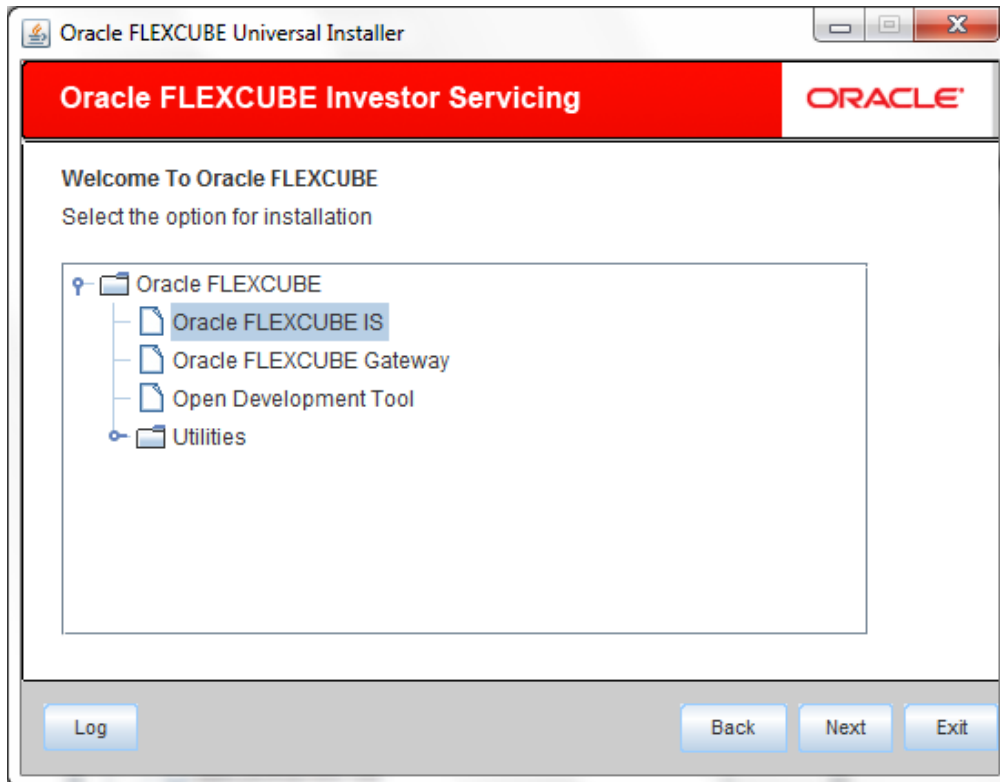 Oracle FLEXCUBE Universal Installer
Oracle FLEXCUBE Investor Servicing
ORACLE
Welcome To Oracle FLEXCUBE
Select the option for installation
Oracle FLEXCUBE
Oracle FLEXCUBE IS
Oracle FLEXCUBE Gateway
Open Development Tool
Utilities
Log Back Next Exit